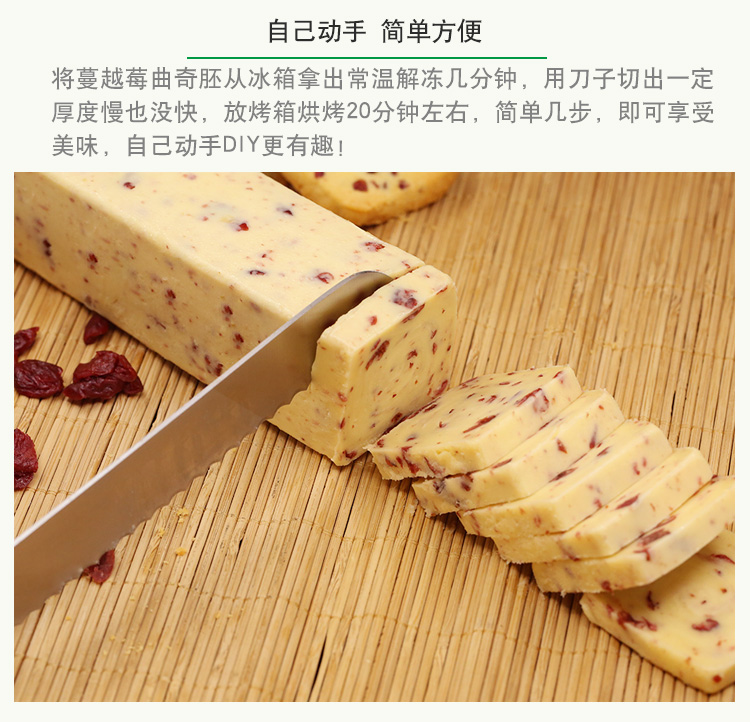 自己动手 简单方便
将蔓越莓曲奇胚从冰箱拿出常温解冻几分钟，用刀子切出一定
厚度慢也没快，放烤箱烘烤20分钟左右，简单几步，即可享受
美味，自己动手DIY更有趣！